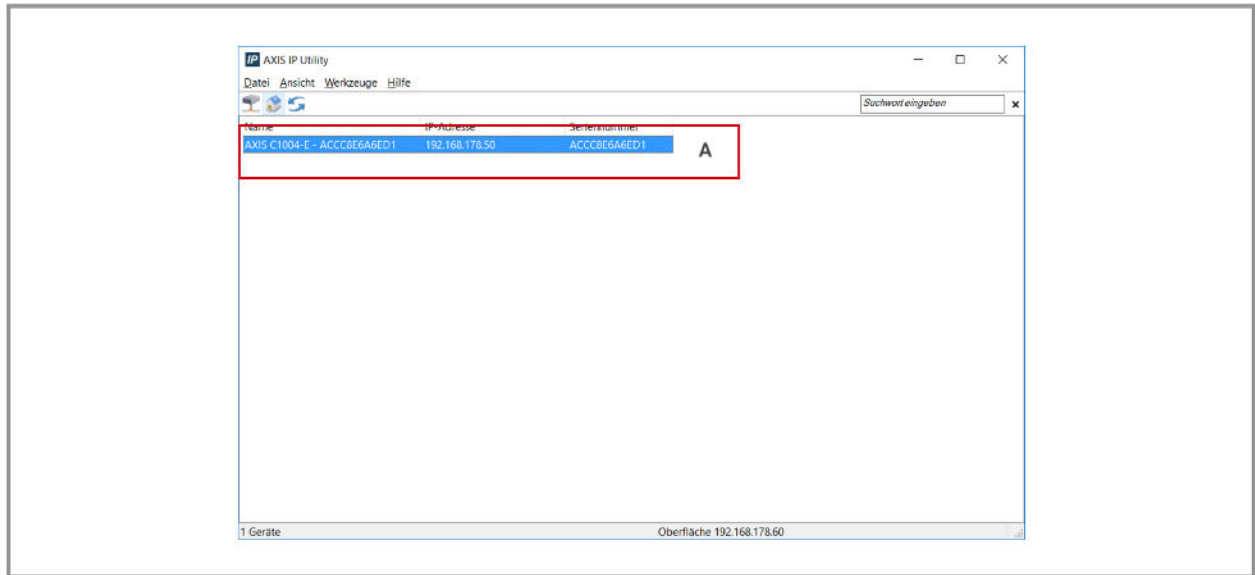 IP AXIS IP Utility
Datei Ansicht Werkzeuge Hilfe
Suchwort eingeben
Name IP-Adresse Seriennummer
AXIS C1004-E - ACCC8E6A6ED1 192.168.178.50 ACCC8E6A6ED1
A
1 Geräte Oberfläche 192.168.178.60